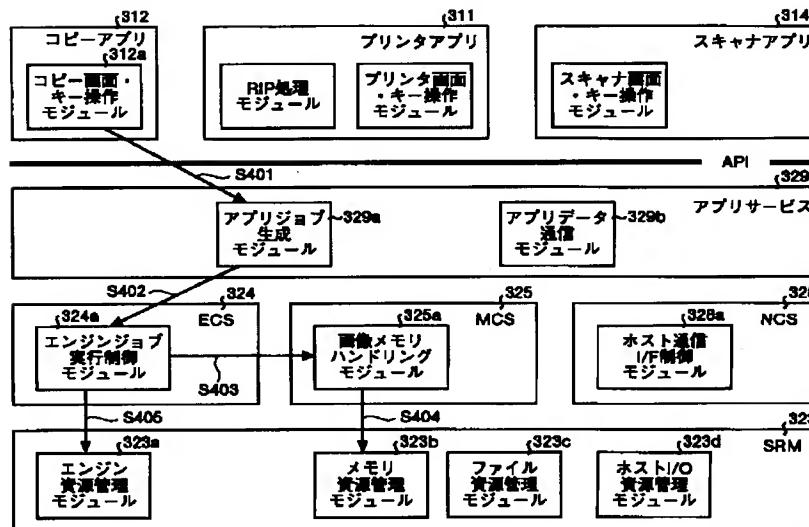 312
コピーアプリ
312a
コピー画面・
キー操作
モジュール
311
プリンタアプリ
RIP処理
モジュール
プリンタ画面
・キー操作
モジュール
314
スキャナアプリ
スキャナ画面
・キー操作
モジュール
API
S401
329
アプリサービス
アプリジョブ
生成
モジュール
329a
アプリデータ
通信
モジュール
329b
S402
324
ECS
324a
エンジンジョブ
実行制御
モジュール
S403
325
MCS
325a
画像メモリ
ハンドリング
モジュール
NCS
328a
ホスト通信
I/F制御
モジュール
S405
S404
323
SRM
323a
エンジン
資源管理
モジュール
323b
メモリ
資源管理
モジュール
323c
ファイル
資源管理
モジュール
323d
ホストI/O
資源管理
モジュール